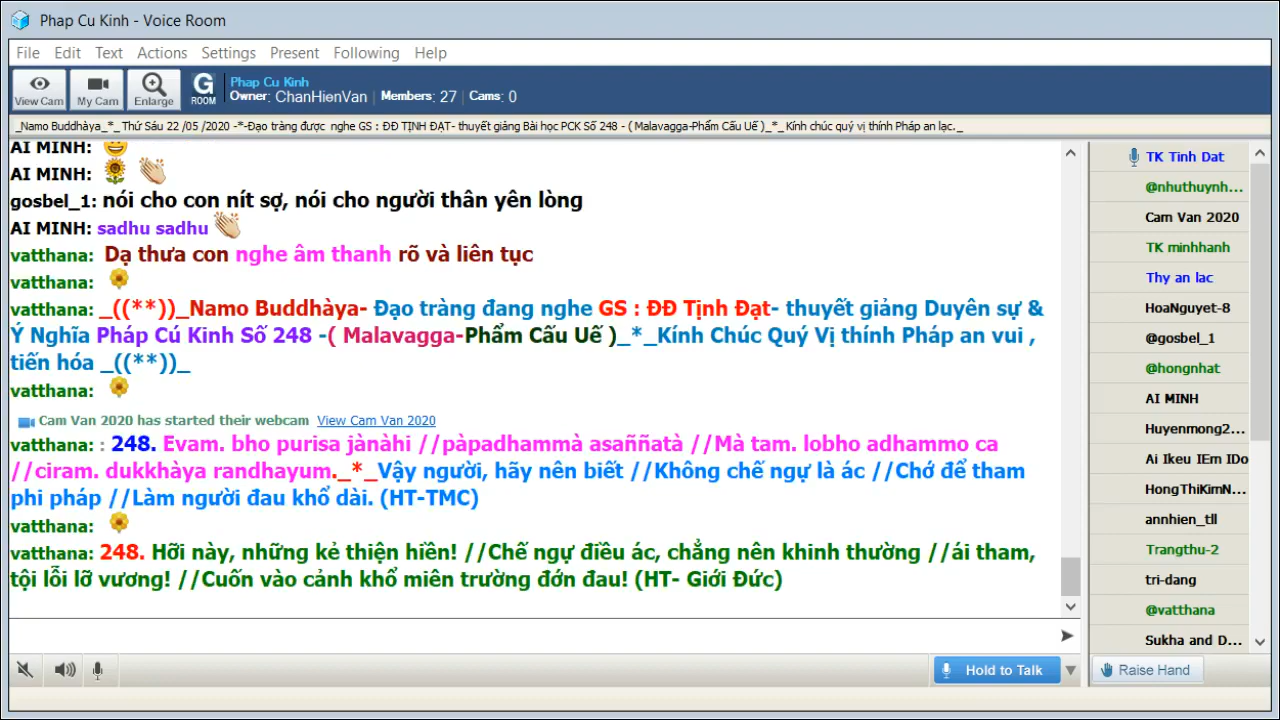 Phap Cu Kinh - Voice Room
File Edit Text Actions Settings Present Following Help
View Cam My Cam Enlarge G ROOM
Phap Cu Kinh
Owner: ChanHienVan | Members: 27 | Cams: 0
_Namo Buddhàya_*_ Thứ Sáu 22 /05 /2020 -*-Đạo tràng được nghe GS : ĐĐ TỊNH ĐẠT- thuyết giảng Bài học PCK Số 248 - ( Malavagga-Phẩm Cấu Uế )_*_ Kính chúc quý vị thính Pháp an lạc._
AI MINH:
AI MINH:
gosbel_1: nói cho con nít sợ, nói cho người thân yên lòng
AI MINH: sadhu sadhu
vatthana: Dạ thưa con nghe âm thanh rõ và liên tục
vatthana:
vatthana: _((**))_Namo Buddhàya- Đạo tràng đang nghe GS : ĐĐ Tịnh Đạt- thuyết giảng Duyên sự &
Ý Nghĩa Pháp Cú Kinh Số 248 -( Malavagga-Phẩm Cấu Uế )_*_Kính Chúc Quý Vị thính Pháp an vui ,
tiến hóa _((**))_
vatthana:
Cam Van 2020 has started their webcam View Cam Van 2020
vatthana: : 248. Evam. bho purisa jànàhi //pàpadhammà asaññatà //Mà tam. lobho adhammo ca
//ciram. dukkhàya randhayum._*_Vậy người, hãy nên biết //Không chế ngự là ác //Chớ để tham
phi pháp //Làm người đau khổ dài. (HT-TMC)
vatthana:
vatthana: 248. Hỡi này, những kẻ thiện hiền! //Chế ngự điều ác, chẳng nên khinh thường //ái tham,
tội lỗi lỡ vương! //Cuốn vào cảnh khổ miên trường đớn đau! (HT- Giới Đức)
TK Tinh Dat
@nhuthuynh...
Cam Van 2020
TK minhhanh
Thy an lac
HoaNguyet-8
@gosbel_1
@hongnhat
AI MINH
Huyenmong2...
Ai Ikeu IEm IDo
HongThiKimN...
annhien_tll
Trangthu-2
tri-dang
@vatthana
Sukha and D...
Hold to Talk
Raise Hand